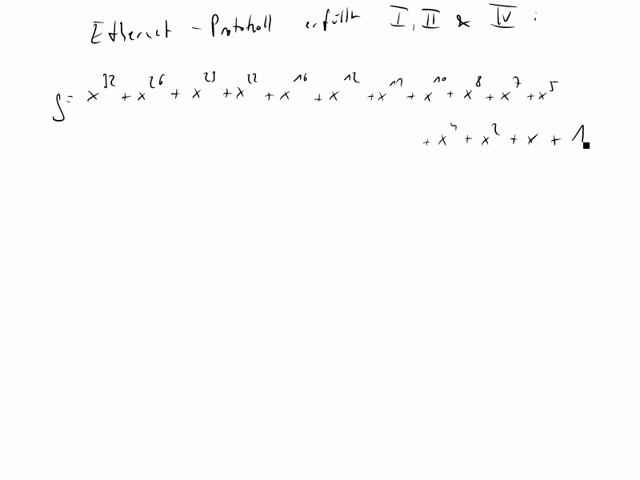 Ethernet-Protokoll erfüllt I, II & IV:
g = x^32 + x^26 + x^23 + x^22 + x^16 + x^12 + x^11 + x^10 + x^8 + x^7 + x^5
+ x^4 + x^2 + x + 1